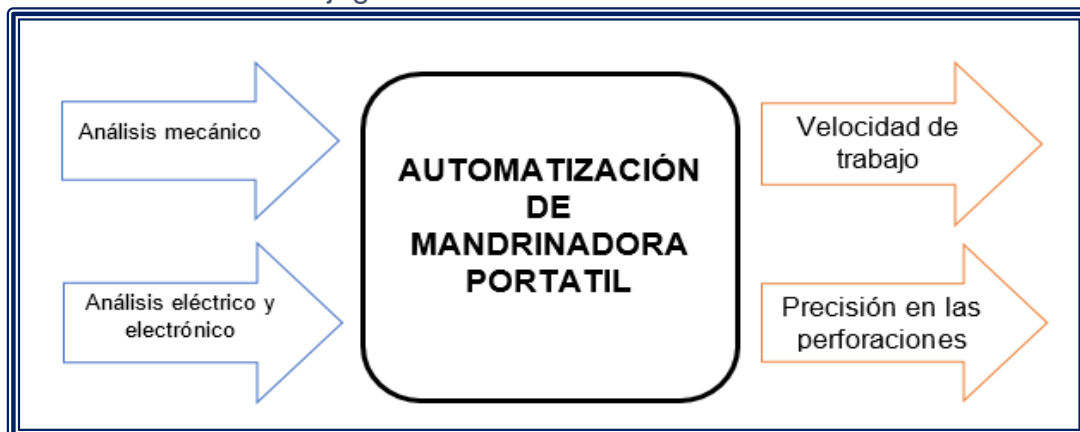 Análisis mecánico
Análisis eléctrico y
electrónico
AUTOMATIZACIÓN
DE
MANDRINADORA
PORTATIL
Velocidad de
trabajo
Precisión en las
perforaciones